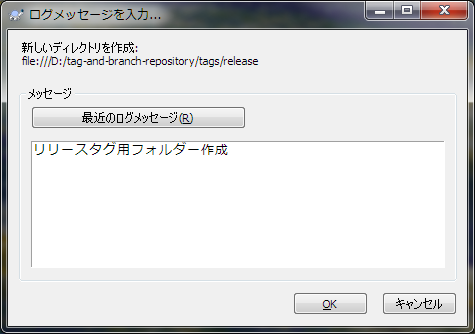 ログメッセージを入力...
新しいディレクトリを作成:
file:///D:/tag-and-branch-repository/tags/release
メッセージ
最近のログメッセージ(R)
リリースタグ用フォルダー作成
OK
キャンセル